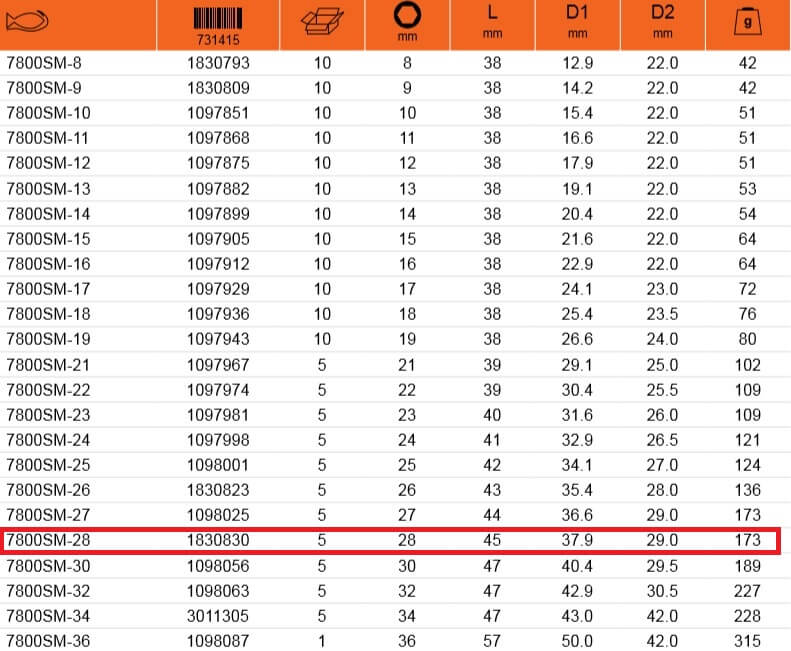 731415 mm L mm D1 mm D2 mm g
7800SM-8 1830793 10 8 38 12.9 22.0 42
7800SM-9 1830809 10 9 38 14.2 22.0 42
7800SM-10 1097851 10 10 38 15.4 22.0 51
7800SM-11 1097868 10 11 38 16.6 22.0 51
7800SM-12 1097875 10 12 38 17.9 22.0 51
7800SM-13 1097882 10 13 38 19.1 22.0 53
7800SM-14 1097899 10 14 38 20.4 22.0 54
7800SM-15 1097905 10 15 38 21.6 22.0 64
7800SM-16 1097912 10 16 38 22.9 22.0 64
7800SM-17 1097929 10 17 38 24.1 23.0 72
7800SM-18 1097936 10 18 38 25.4 23.5 76
7800SM-19 1097943 10 19 38 26.6 24.0 80
7800SM-21 1097967 5 21 39 29.1 25.0 102
7800SM-22 1097974 5 22 39 30.4 25.5 109
7800SM-23 1097981 5 23 40 31.6 26.0 109
7800SM-24 1097998 5 24 41 32.9 26.5 121
7800SM-25 1098001 5 25 42 34.1 27.0 124
7800SM-26 1830823 5 26 43 35.4 28.0 136
7800SM-27 1098025 5 27 44 36.6 29.0 173
7800SM-28 1830830 5 28 45 37.9 29.0 173
7800SM-30 1098056 5 30 47 40.4 29.5 189
7800SM-32 1098063 5 32 47 42.9 30.5 227
7800SM-34 3011305 5 34 47 43.0 42.0 228
7800SM-36 1098087 1 36 57 50.0 42.0 315